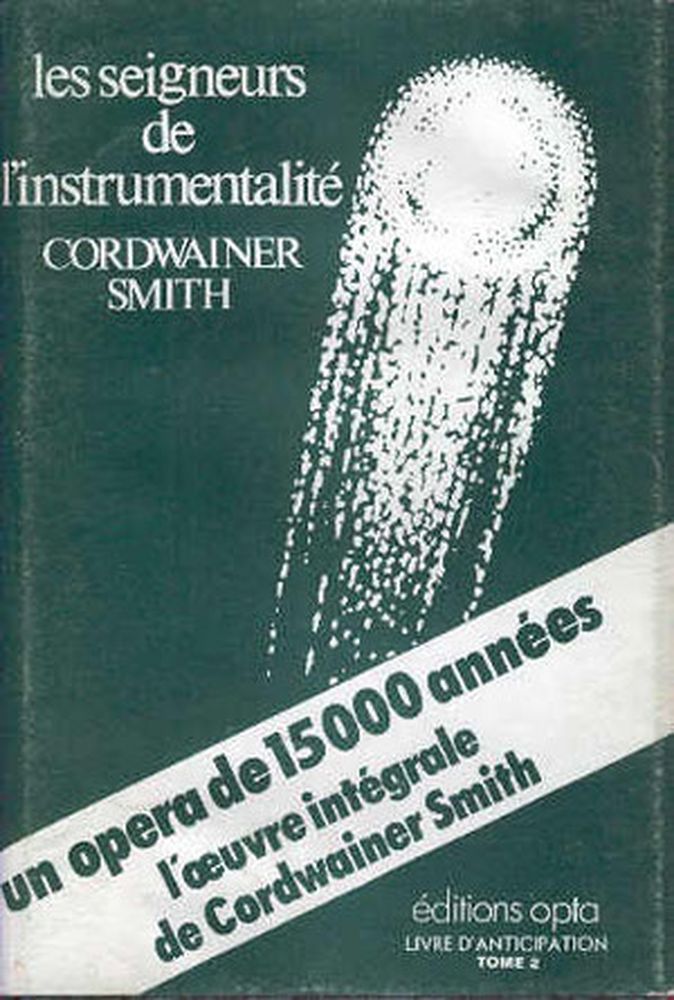 les seigneurs
de
l'instrumentalité
CORDWAINER
SMITH
un opera de 15000 années
l'œuvre intégrale
de Cordwainer Smith
éditions opta
LIVRE D'ANTICIPATION
TOME 2